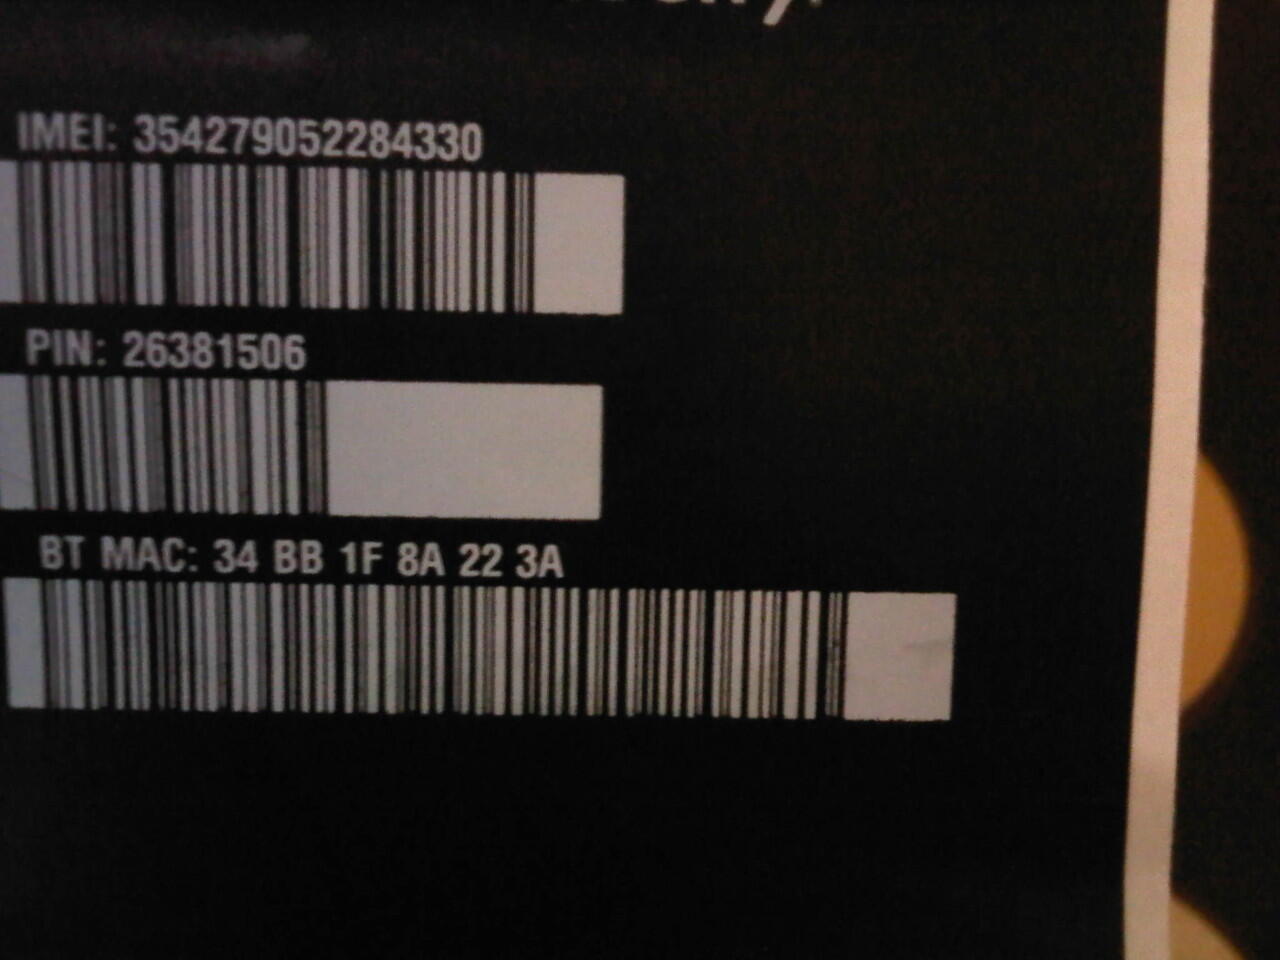 IMEI: 354279052284330
PIN: 26381506
BT MAC: 34 BB 1F 8A 22 3A